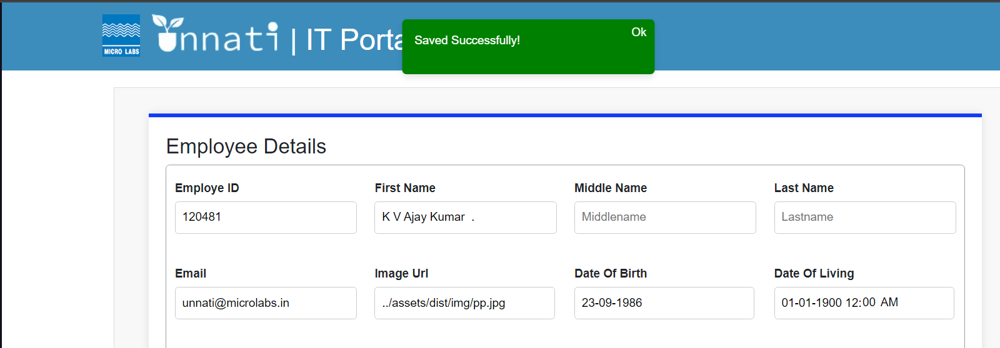 MICRO LABS
Unnati | IT Porta
Saved Successfully!
Ok
Employee Details
Employe ID
First Name
Middle Name
Last Name
120481
K V Ajay Kumar .
Middlename
Lastname
Email
Image Url
Date Of Birth
Date Of Living
unnati@microlabs.in
../assets/dist/img/pp.jpg
23-09-1986
01-01-1900 12:00 AM